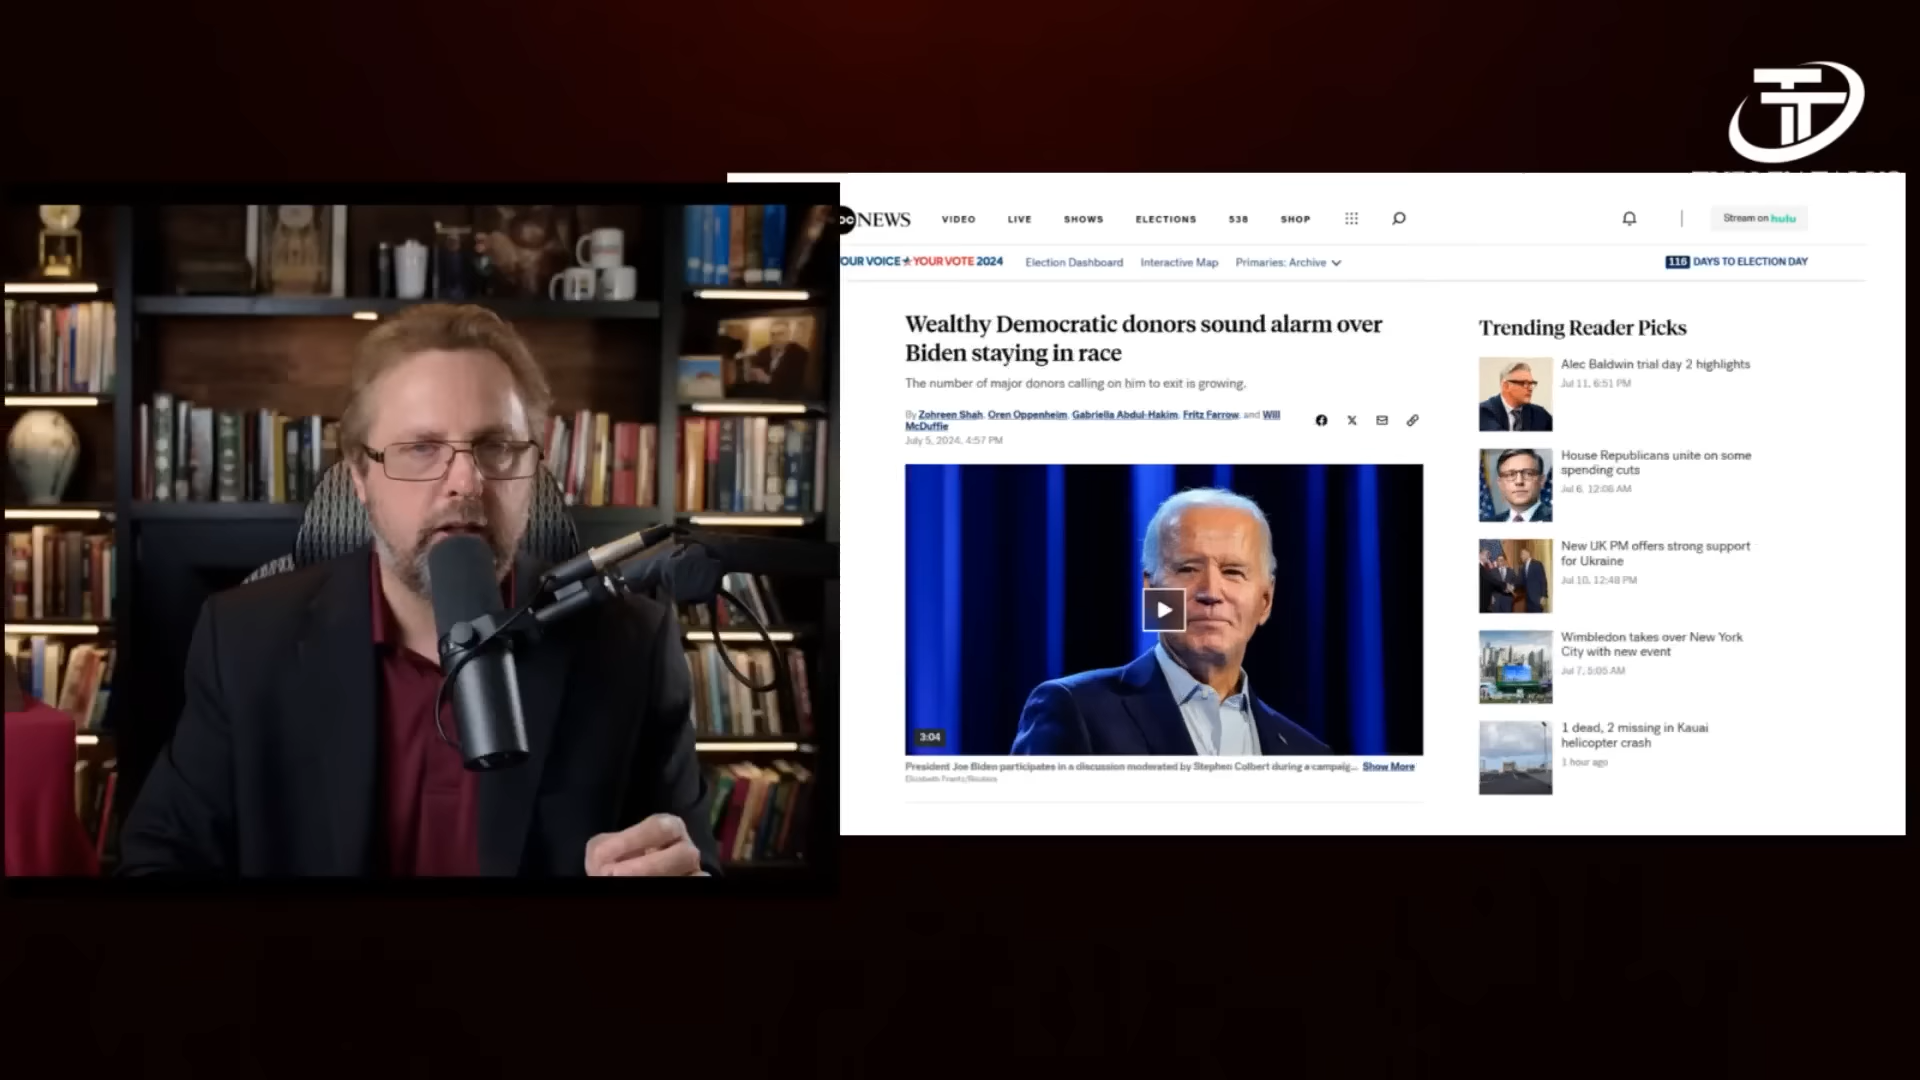 NEWS
VIDEO
LIVE
SHOWS
ELECTIONS
538
SHOP
Stream on hulu
OUR VOICE★YOUR VOTE 2024
Election Dashboard
Interactive Map
Primaries: Archive
116 DAYS TO ELECTION DAY
Wealthy Democratic donors sound alarm over
Biden staying in race
The number of major donors calling on him to exit is growing.
By Zohreen Shah, Oren Oppenheim, Gabriella Abdul-Hakim, Fritz Farrow, and Will
McDuffie
July 5, 2024, 4:57 PM
3:04
President Joe Biden participates in a discussion moderated by Stephen Colbert during a campaig... Show More
Elizabeth Frantz/Reuters
Trending Reader Picks
Alec Baldwin trial day 2 highlights
Jul 11, 6:51 PM
House Republicans unite on some
spending cuts
Jul 6, 12:06 AM
New UK PM offers strong support
for Ukraine
Jul 10, 12:48 PM
Wimbledon takes over New York
City with new event
Jul 7, 5:05 AM
1 dead, 2 missing in Kauai
helicopter crash
1 hour ago